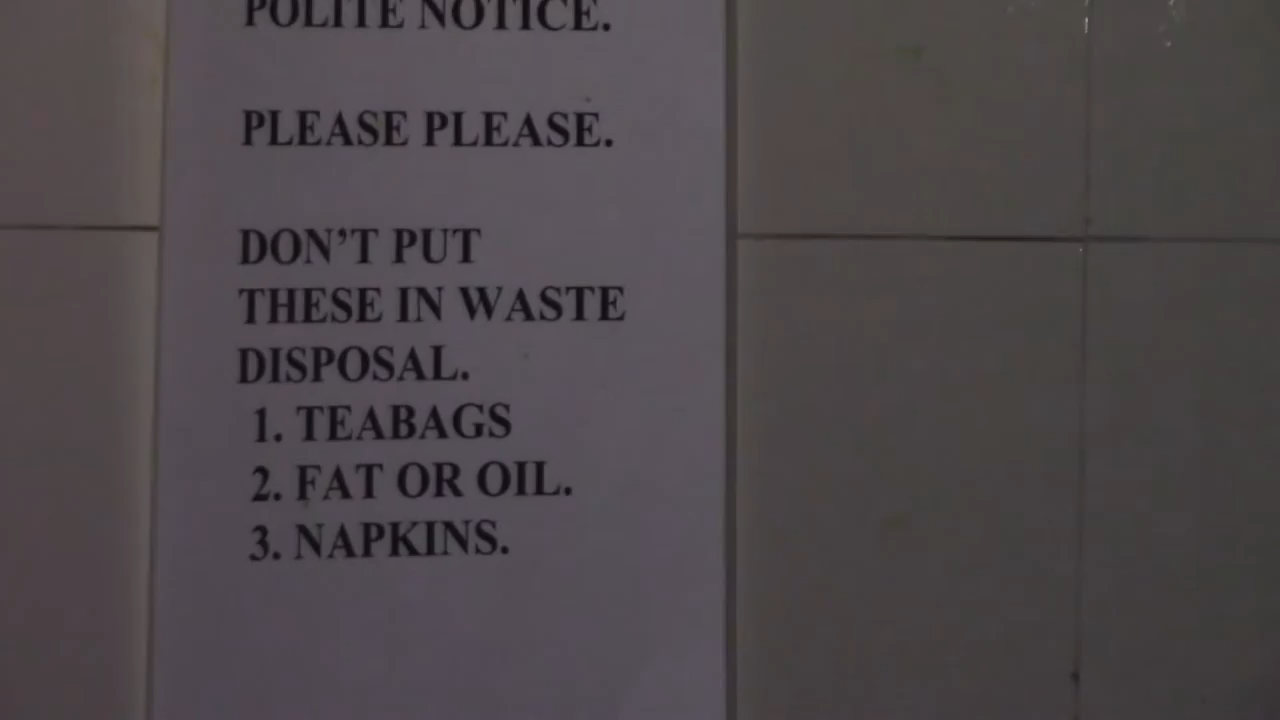 POLITE NOTICE.
PLEASE PLEASE.
DON'T PUT
THESE IN WASTE
DISPOSAL.
1. TEABAGS
2. FAT OR OIL.
3. NAPKINS.